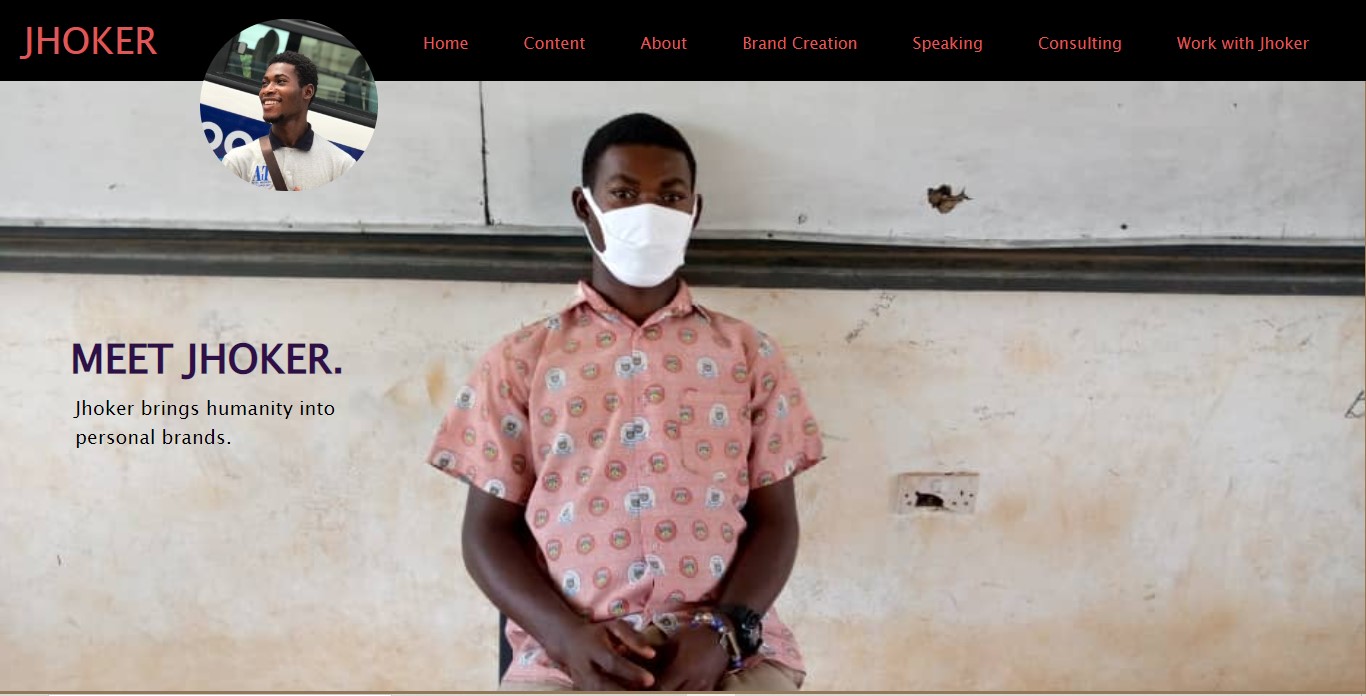 JHOKER
Home Content About Brand Creation Speaking Consulting Work with Jhoker
MEET JHOKER.
Jhoker brings humanity into
personal brands.